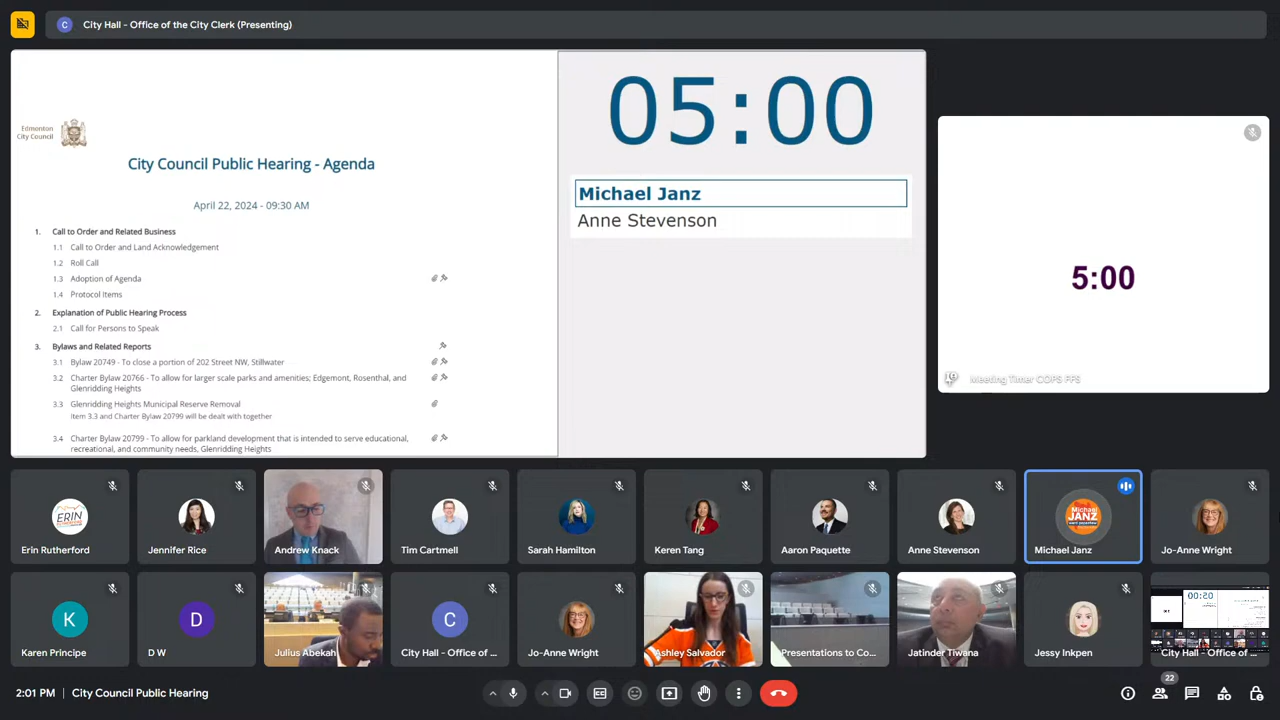 C City Hall - Office of the City Clerk (Presenting)
Edmonton
City Council
City Council Public Hearing - Agenda
April 22, 2024 - 09:30 AM
1. Call to Order and Related Business
1.1 Call to Order and Land Acknowledgement
1.2 Roll Call
1.3 Adoption of Agenda
1.4 Protocol Items
2. Explanation of Public Hearing Process
2.1 Call for Persons to Speak
3. Bylaws and Related Reports
3.1 Bylaw 20749 - To close a portion of 202 Street NW, Stillwater
3.2 Charter Bylaw 20766 - To allow for larger scale parks and amenities; Edgemont, Rosenthal, and
Glenridding Heights
3.3 Glenridding Heights Municipal Reserve Removal
Item 3.3 and Charter Bylaw 20799 will be dealt with together
3.4 Charter Bylaw 20799 - To allow for parkland development that is intended to serve educational,
recreational, and community needs, Glenridding Heights
05:00
Michael Janz
Anne Stevenson
5:00
Meeting Timer COPS FFS
ERIN
Michael
JANZ
Erin Rutherford
Jennifer Rice
Andrew Knack
Tim Cartmell
Sarah Hamilton
Keren Tang
Aaron Paquette
Anne Stevenson
Michael Janz
Jo-Anne Wright
K
D
C
00:20
Karen Principe
D W
Julius Abekah
City Hall - Office of ...
Jo-Anne Wright
Ashley Salvador
Presentations to Co...
Jatinder Tiwana
Jessy Inkpen
City Hall - Office of ...
2:01 PM | City Council Public Hearing
22